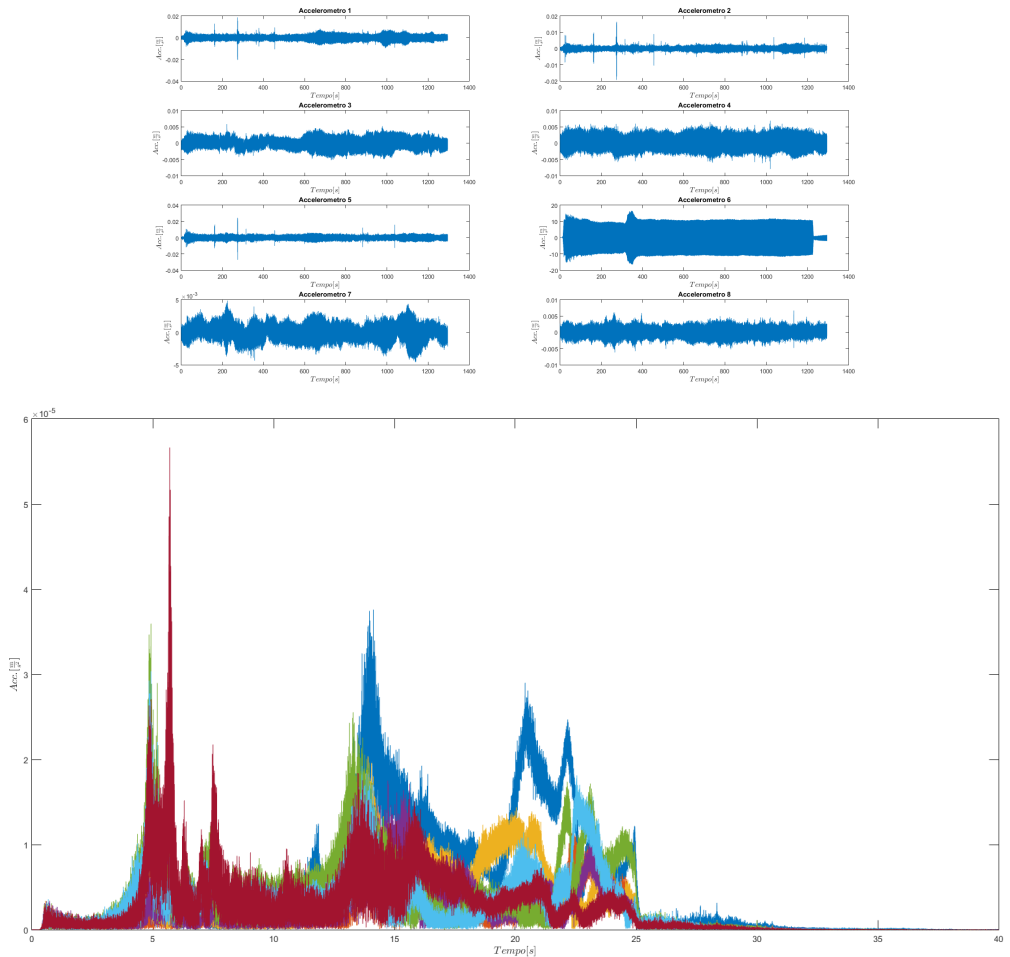 Accelerometro 1
0.02
0
-0.02
-0.04
Acc.[m/s²]
0 200 400 600 800 1000 1200 1400
Tempo[s]
Accelerometro 2
0.02
0.01
0
-0.01
-0.02
Acc.[m/s²]
0 200 400 600 800 1000 1200 1400
Tempo[s]
Accelerometro 3
0.01
0.005
0
-0.005
-0.01
Acc.[m/s²]
0 200 400 600 800 1000 1200 1400
Tempo[s]
Accelerometro 4
0.01
0.005
0
-0.005
-0.01
Acc.[m/s²]
0 200 400 600 800 1000 1200 1400
Tempo[s]
Accelerometro 5
0.04
0.02
0
-0.02
-0.04
Acc.[m/s²]
0 200 400 600 800 1000 1200 1400
Tempo[s]
Accelerometro 6
20
10
0
-10
-20
Acc.[m/s²]
0 200 400 600 800 1000 1200 1400
Tempo[s]
Accelerometro 7
×10⁻³
5
0
-5
Acc.[m/s²]
0 200 400 600 800 1000 1200 1400
Tempo[s]
Accelerometro 8
0.01
0.005
0
-0.005
-0.01
Acc.[m/s²]
0 200 400 600 800 1000 1200 1400
Tempo[s]
×10⁻⁵
6
5
4
3
2
1
0
Acc.[m/s²]
0 5 10 15 20 25 30 35 40
Tempo[s]